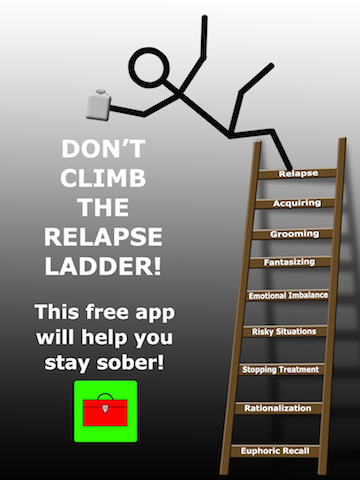 DON'T
CLIMB
THE
RELAPSE
LADDER!
This free app
will help you
stay sober!
Relapse
Acquiring
Grooming
Fantasizing
Emotional Imbalance
Risky Situations
Stopping Treatment
Rationalization
Euphoric Recall